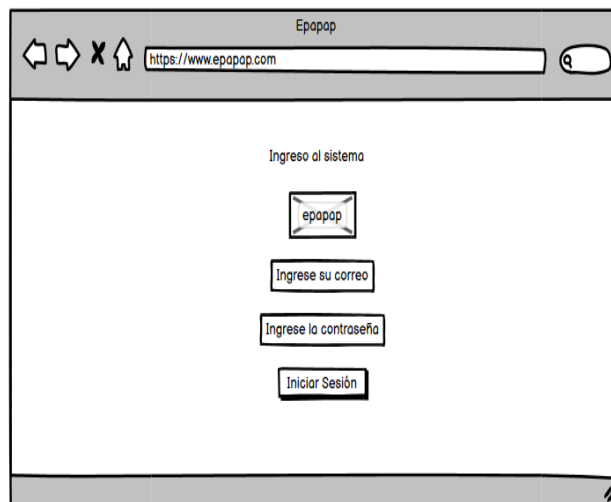 Epapap
https://www.epapap.com
Ingreso al sistema
epapap
Ingrese su correo
Ingrese la contraseña
Iniciar Sesión